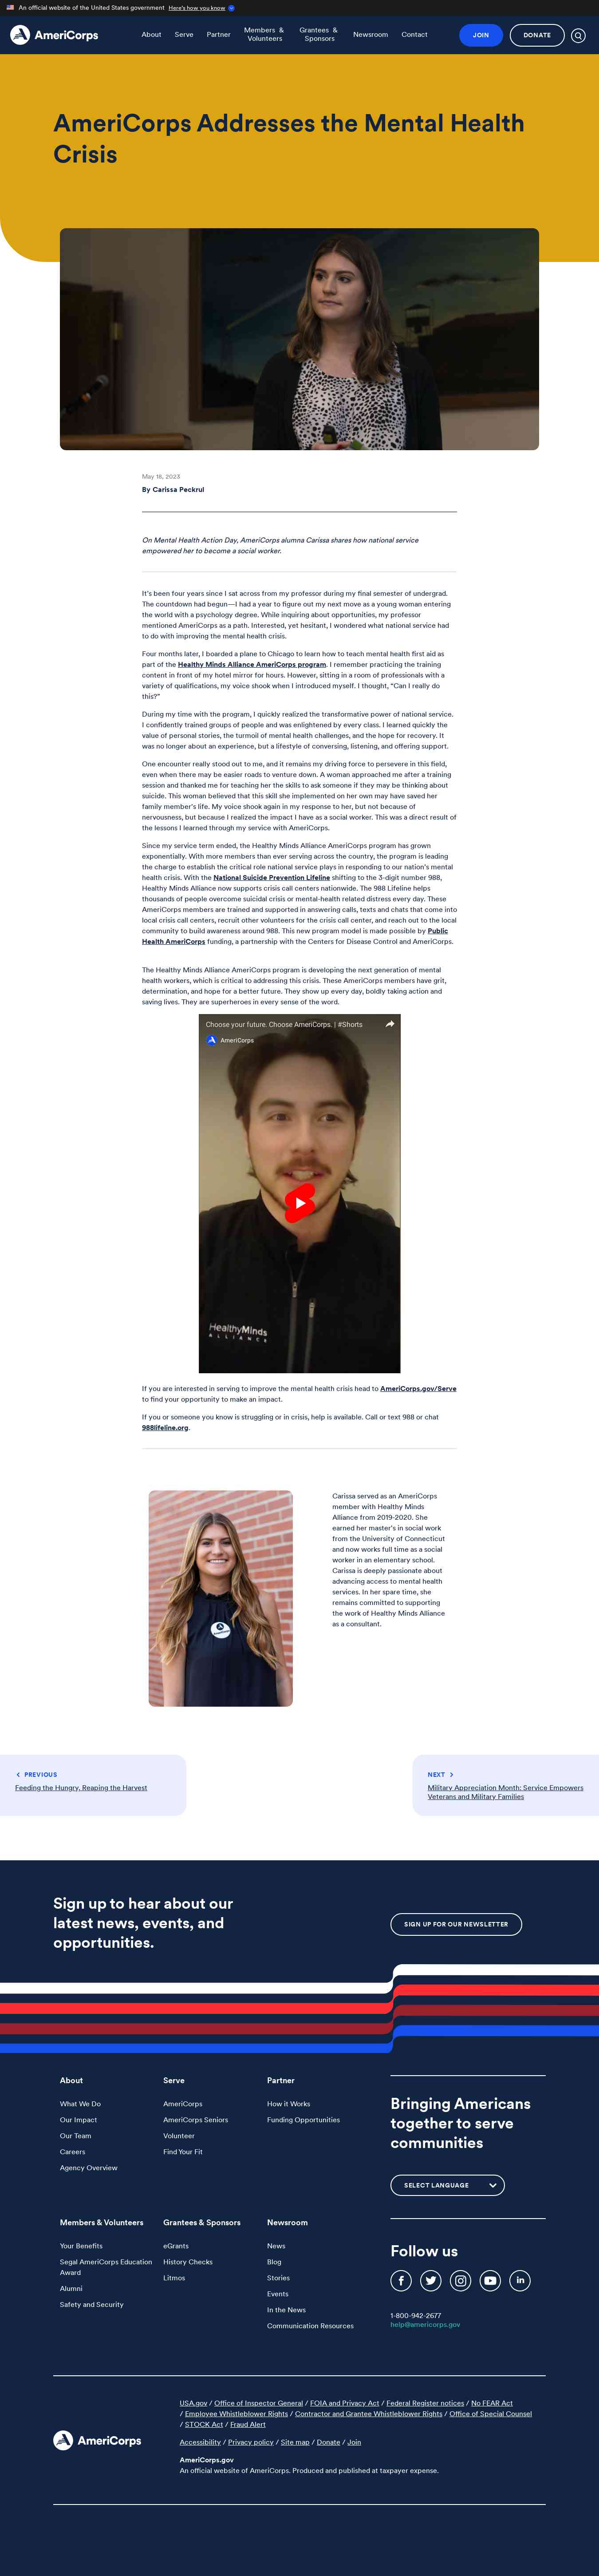 An official website of the United States government Here's how you know
AmeriCorps
About
Serve
Partner
Members &
Volunteers
Grantees &
Sponsors
Newsroom
Contact
JOIN
DONATE
AmeriCorps Addresses the Mental Health
Crisis
May 18, 2023
By Carissa Peckrul
On Mental Health Action Day, AmeriCorps alumna Carissa shares how national service
empowered her to become a social worker.
It's been four years since I sat across from my professor during my final semester of undergrad.
The countdown had begun—I had a year to figure out my next move as a young woman entering
the world with a psychology degree. While inquiring about opportunities, my professor
mentioned AmeriCorps as a path. Interested, yet hesitant, I wondered what national service had
to do with improving the mental health crisis.
Four months later, I boarded a plane to Chicago to learn how to teach mental health first aid as
part of the Healthy Minds Alliance AmeriCorps program. I remember practicing the training
content in front of my hotel mirror for hours. However, sitting in a room of professionals with a
variety of qualifications, my voice shook when I introduced myself. I thought, “Can I really do
this?”
During my time with the program, I quickly realized the transformative power of national service.
I confidently trained groups of people and was enlightened by every class. I learned quickly the
value of personal stories, the turmoil of mental health challenges, and the hope for recovery. It
was no longer about an experience, but a lifestyle of conversing, listening, and offering support.
One encounter really stood out to me, and it remains my driving force to persevere in this field,
even when there may be easier roads to venture down. A woman approached me after a training
session and thanked me for teaching her the skills to ask someone if they may be thinking about
suicide. This woman believed that this skill she implemented on her own may have saved her
family member's life. My voice shook again in my response to her, but not because of
nervousness, but because I realized the impact I have as a social worker. This was a direct result of
the lessons I learned through my service with AmeriCorps.
Since my service term ended, the Healthy Minds Alliance AmeriCorps program has grown
exponentially. With more members than ever serving across the country, the program is leading
the charge to establish the critical role national service plays in responding to our nation's mental
health crisis. With the National Suicide Prevention Lifeline shifting to the 3-digit number 988,
Healthy Minds Alliance now supports crisis call centers nationwide. The 988 Lifeline helps
thousands of people overcome suicidal crisis or mental-health related distress every day. These
AmeriCorps members are trained and supported in answering calls, texts and chats that come into
local crisis call centers, recruit other volunteers for the crisis call center, and reach out to the local
community to build awareness around 988. This new program model is made possible by Public
Health AmeriCorps funding, a partnership with the Centers for Disease Control and AmeriCorps.
The Healthy Minds Alliance AmeriCorps program is developing the next generation of mental
health workers, which is critical to addressing this crisis. These AmeriCorps members have grit,
determination, and hope for a better future. They show up every day, boldly taking action and
saving lives. They are superheroes in every sense of the word.
Choose your future. Choose AmeriCorps. | #Shorts
AmeriCorps
HealthyMinds
ALLIANCE
If you are interested in serving to improve the mental health crisis head to AmeriCorps.gov/Serve
to find your opportunity to make an impact.
If you or someone you know is struggling or in crisis, help is available. Call or text 988 or chat
988lifeline.org.
Carissa served as an AmeriCorps
member with Healthy Minds
Alliance from 2019-2020. She
earned her master's in social work
from the University of Connecticut
and now works full time as a social
worker in an elementary school.
Carissa is deeply passionate about
advancing access to mental health
services. In her spare time, she
remains committed to supporting
the work of Healthy Minds Alliance
as a consultant.
PREVIOUS
Feeding the Hungry, Reaping the Harvest
NEXT
Military Appreciation Month: Service Empowers
Veterans and Military Families
Sign up to hear about our
latest news, events, and
opportunities.
SIGN UP FOR OUR NEWSLETTER
About
What We Do
Our Impact
Our Team
Careers
Agency Overview
Serve
AmeriCorps
AmeriCorps Seniors
Volunteer
Find Your Fit
Partner
How it Works
Funding Opportunities
Bringing Americans
together to serve
communities
SELECT LANGUAGE
Members & Volunteers
Your Benefits
Segal AmeriCorps Education
Award
Alumni
Safety and Security
Grantees & Sponsors
eGrants
History Checks
Litmos
Newsroom
News
Blog
Stories
Events
In the News
Communication Resources
Follow us
1-800-942-2677
help@americorps.gov
AmeriCorps
USA.gov / Office of Inspector General / FOIA and Privacy Act / Federal Register notices / No FEAR Act
/ Employee Whistleblower Rights / Contractor and Grantee Whistleblower Rights / Office of Special Counsel
/ STOCK Act / Fraud Alert
Accessibility / Privacy policy / Site map / Donate / Join
AmeriCorps.gov
An official website of AmeriCorps. Produced and published at taxpayer expense.